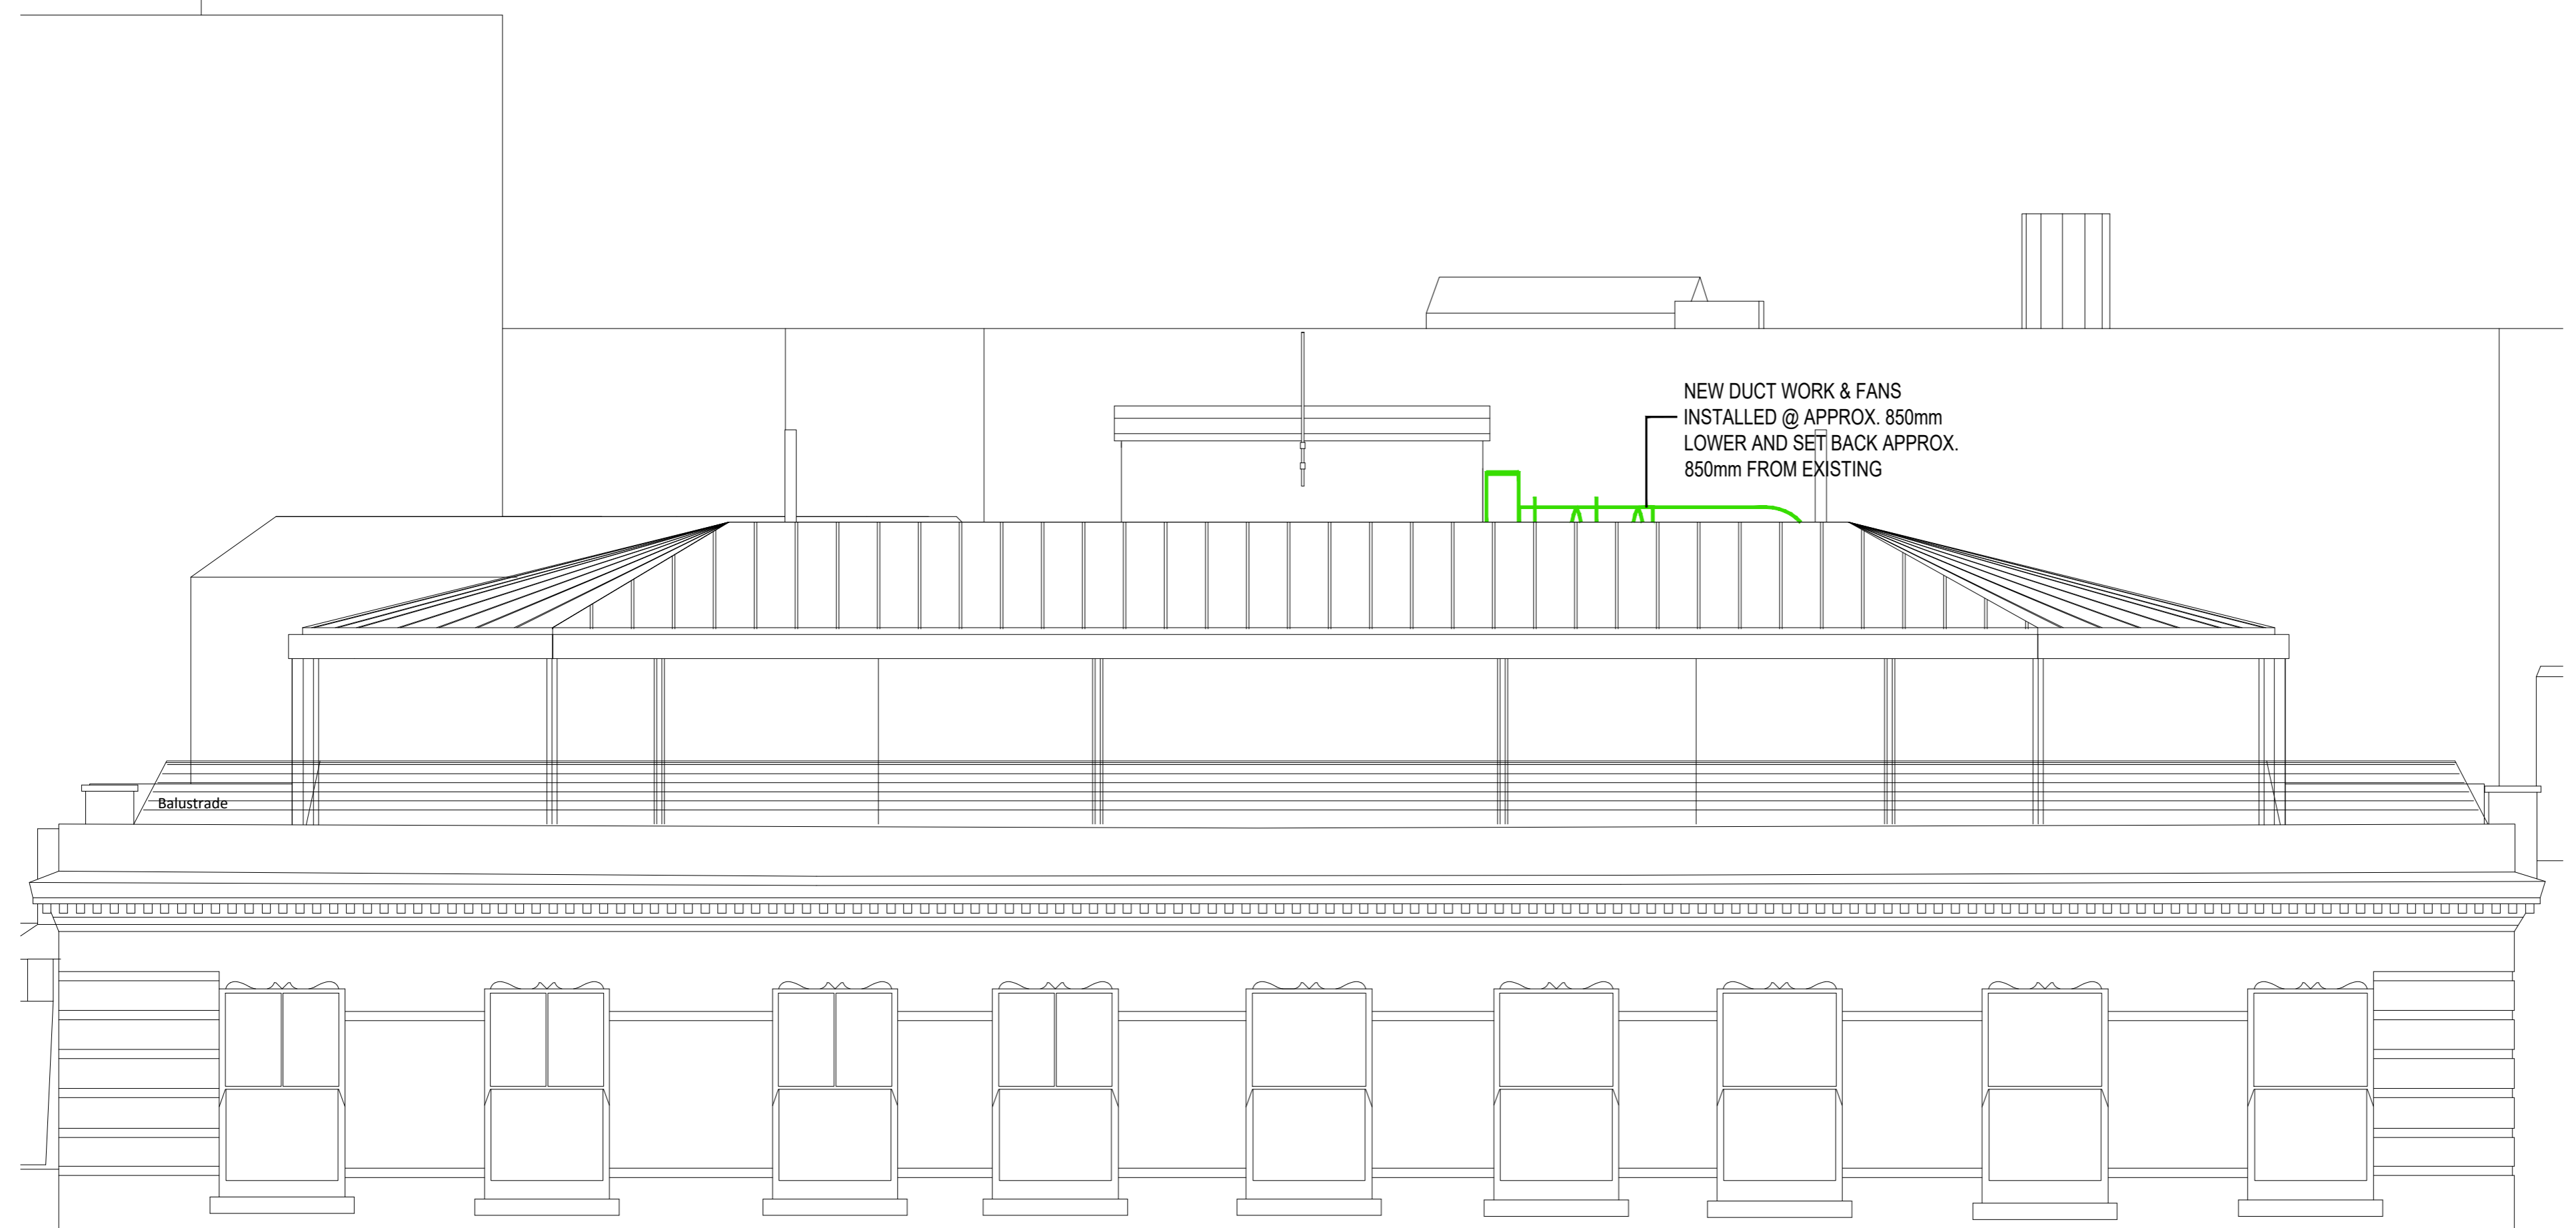 NEW DUCT WORK & FANS
INSTALLED @ APPROX. 850mm
LOWER AND SET BACK APPROX.
850mm FROM EXISTING
Balustrade